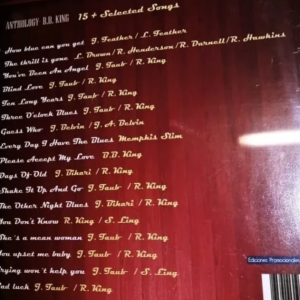 ANTHOLOGY B.B. KING 15 + Selected Songs
How blue can you get J. Feather / L. Feather
The thrill is gone L. Brown / R. Henderson / R. Darnell / R. Hawkins
You've Been An Angel J. Taub / R. King
Blind Love J. Taub / R. King
Ten Long Years J. Taub / R. King
Three O'clock Blues J. Taub / R. King
Guess Who J. Belvin / J. A. Belvin
Every Day I Have The Blues Memphis Slim
Please Accept My Love B.B. King
Days Of Old J. Bihari / R. King
Shake It Up And Go J. Taub / R. King
The Other Night Blues J. Bihari / R. King
You Don't Know R. King / S. Ling
She's a mean woman J. Taub / R. King
You upset me baby J. Taub / R. King
Crying won't help you J. Taub / S. Ling
Bad luck J. Taub / R. King
Ediciones Promocionales